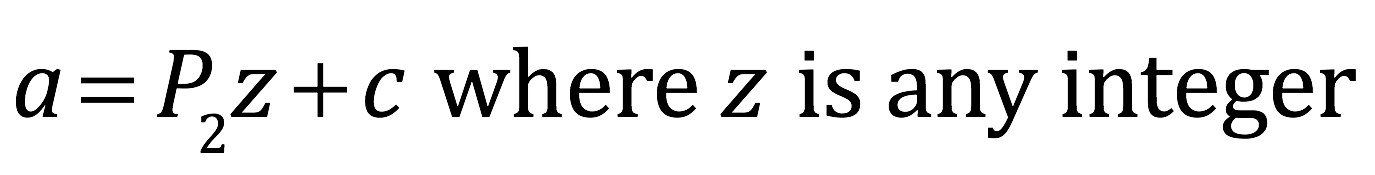 a = P₂z + c where z is any integer